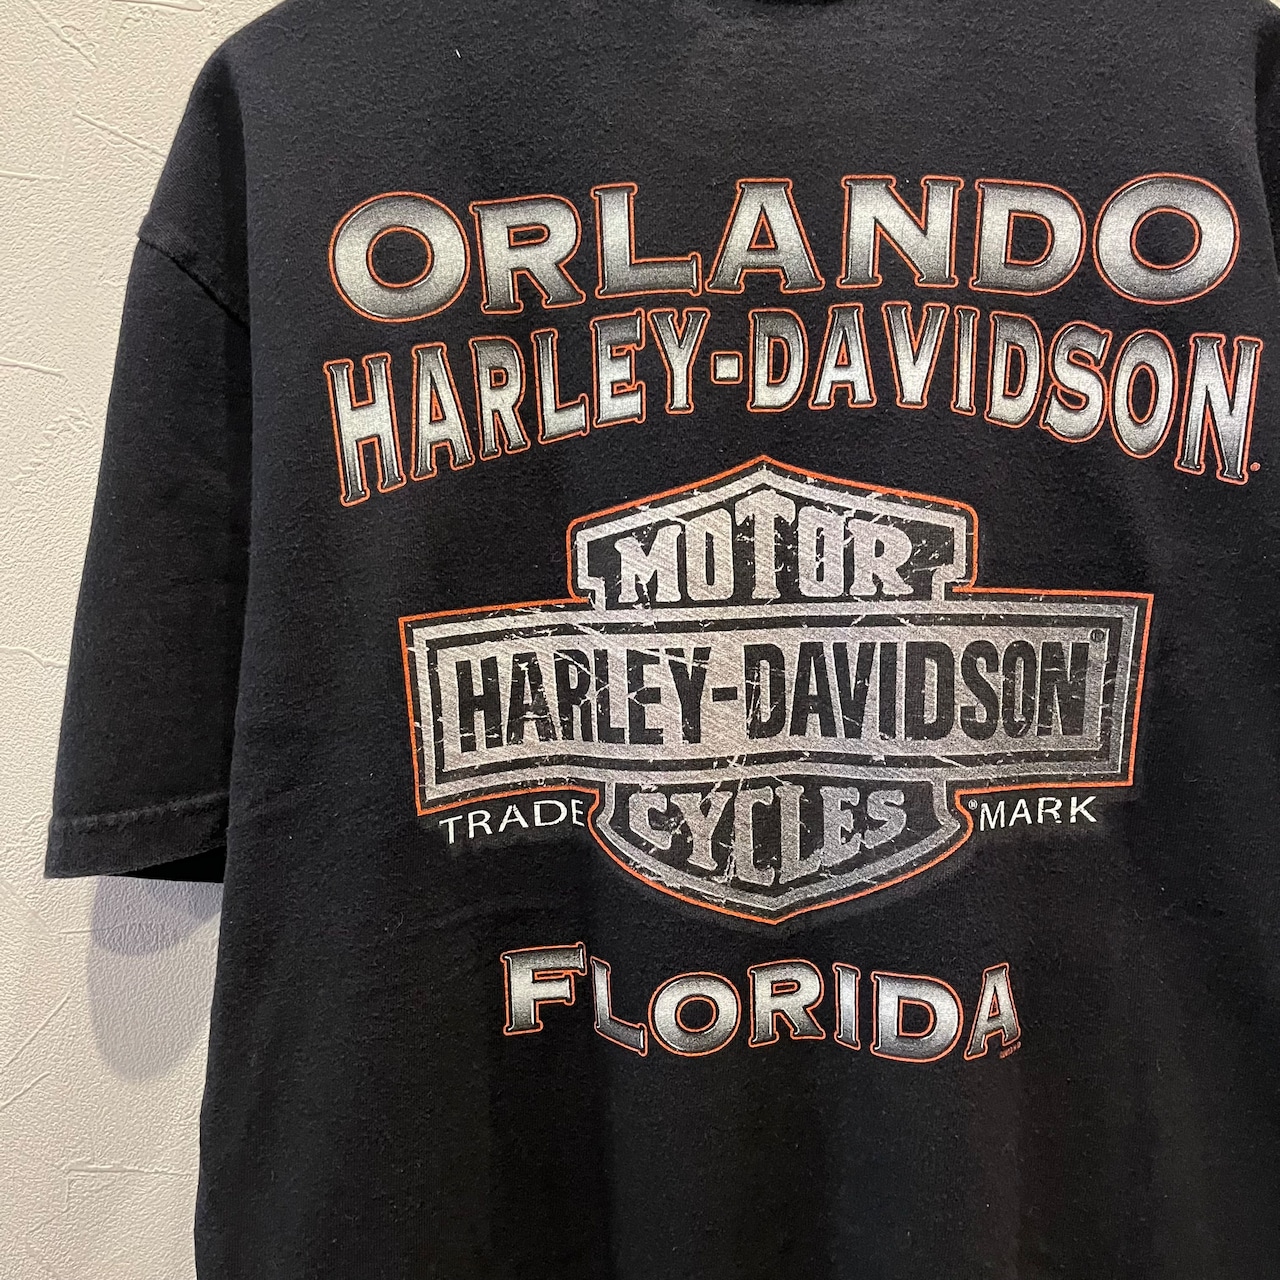 ORLANDO
HARLEY-DAVIDSON
MOTOR
HARLEY-DAVIDSON®
CYCLES
TRADE ®MARK
FLORIDA